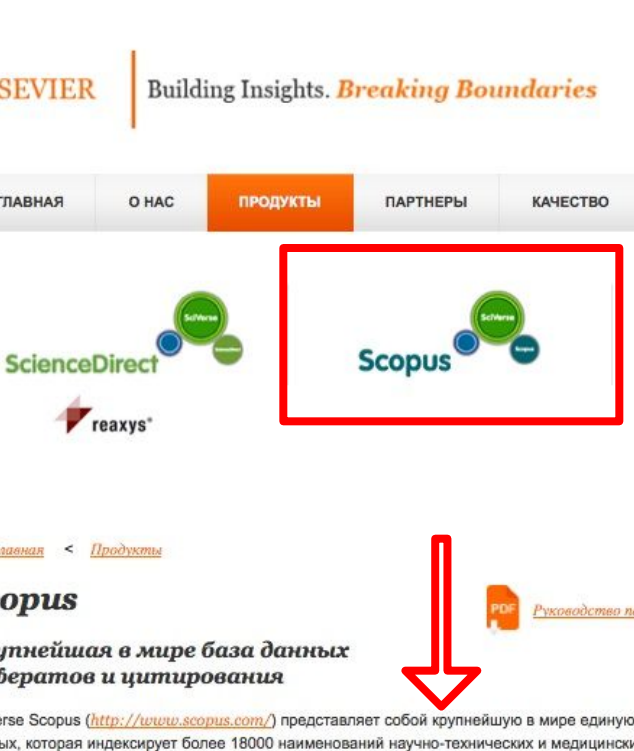 SEVIER
Building Insights. Breaking Boundaries
ГЛАВНАЯ О НАС ПРОДУКТЫ ПАРТНЕРЫ КАЧЕСТВО
SciVerse SciVerse
ScienceDirect Scopus Scopus
reaxys®
лавная < Продукты
opus
PDF Руководство по
упнейшая в мире база данных
фератов и цитирования
erse Scopus (http://www.scopus.com/) представляет собой крупнейшую в мире единую
ых, которая индексирует более 18000 наименований научно-технических и медицински